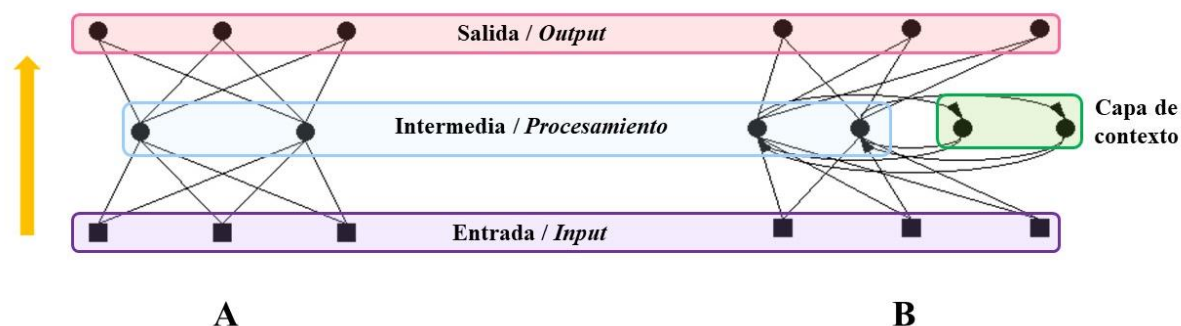 Salida / Output
Intermedia / Procesamiento
Capa de
contexto
Entrada / Input
A
B